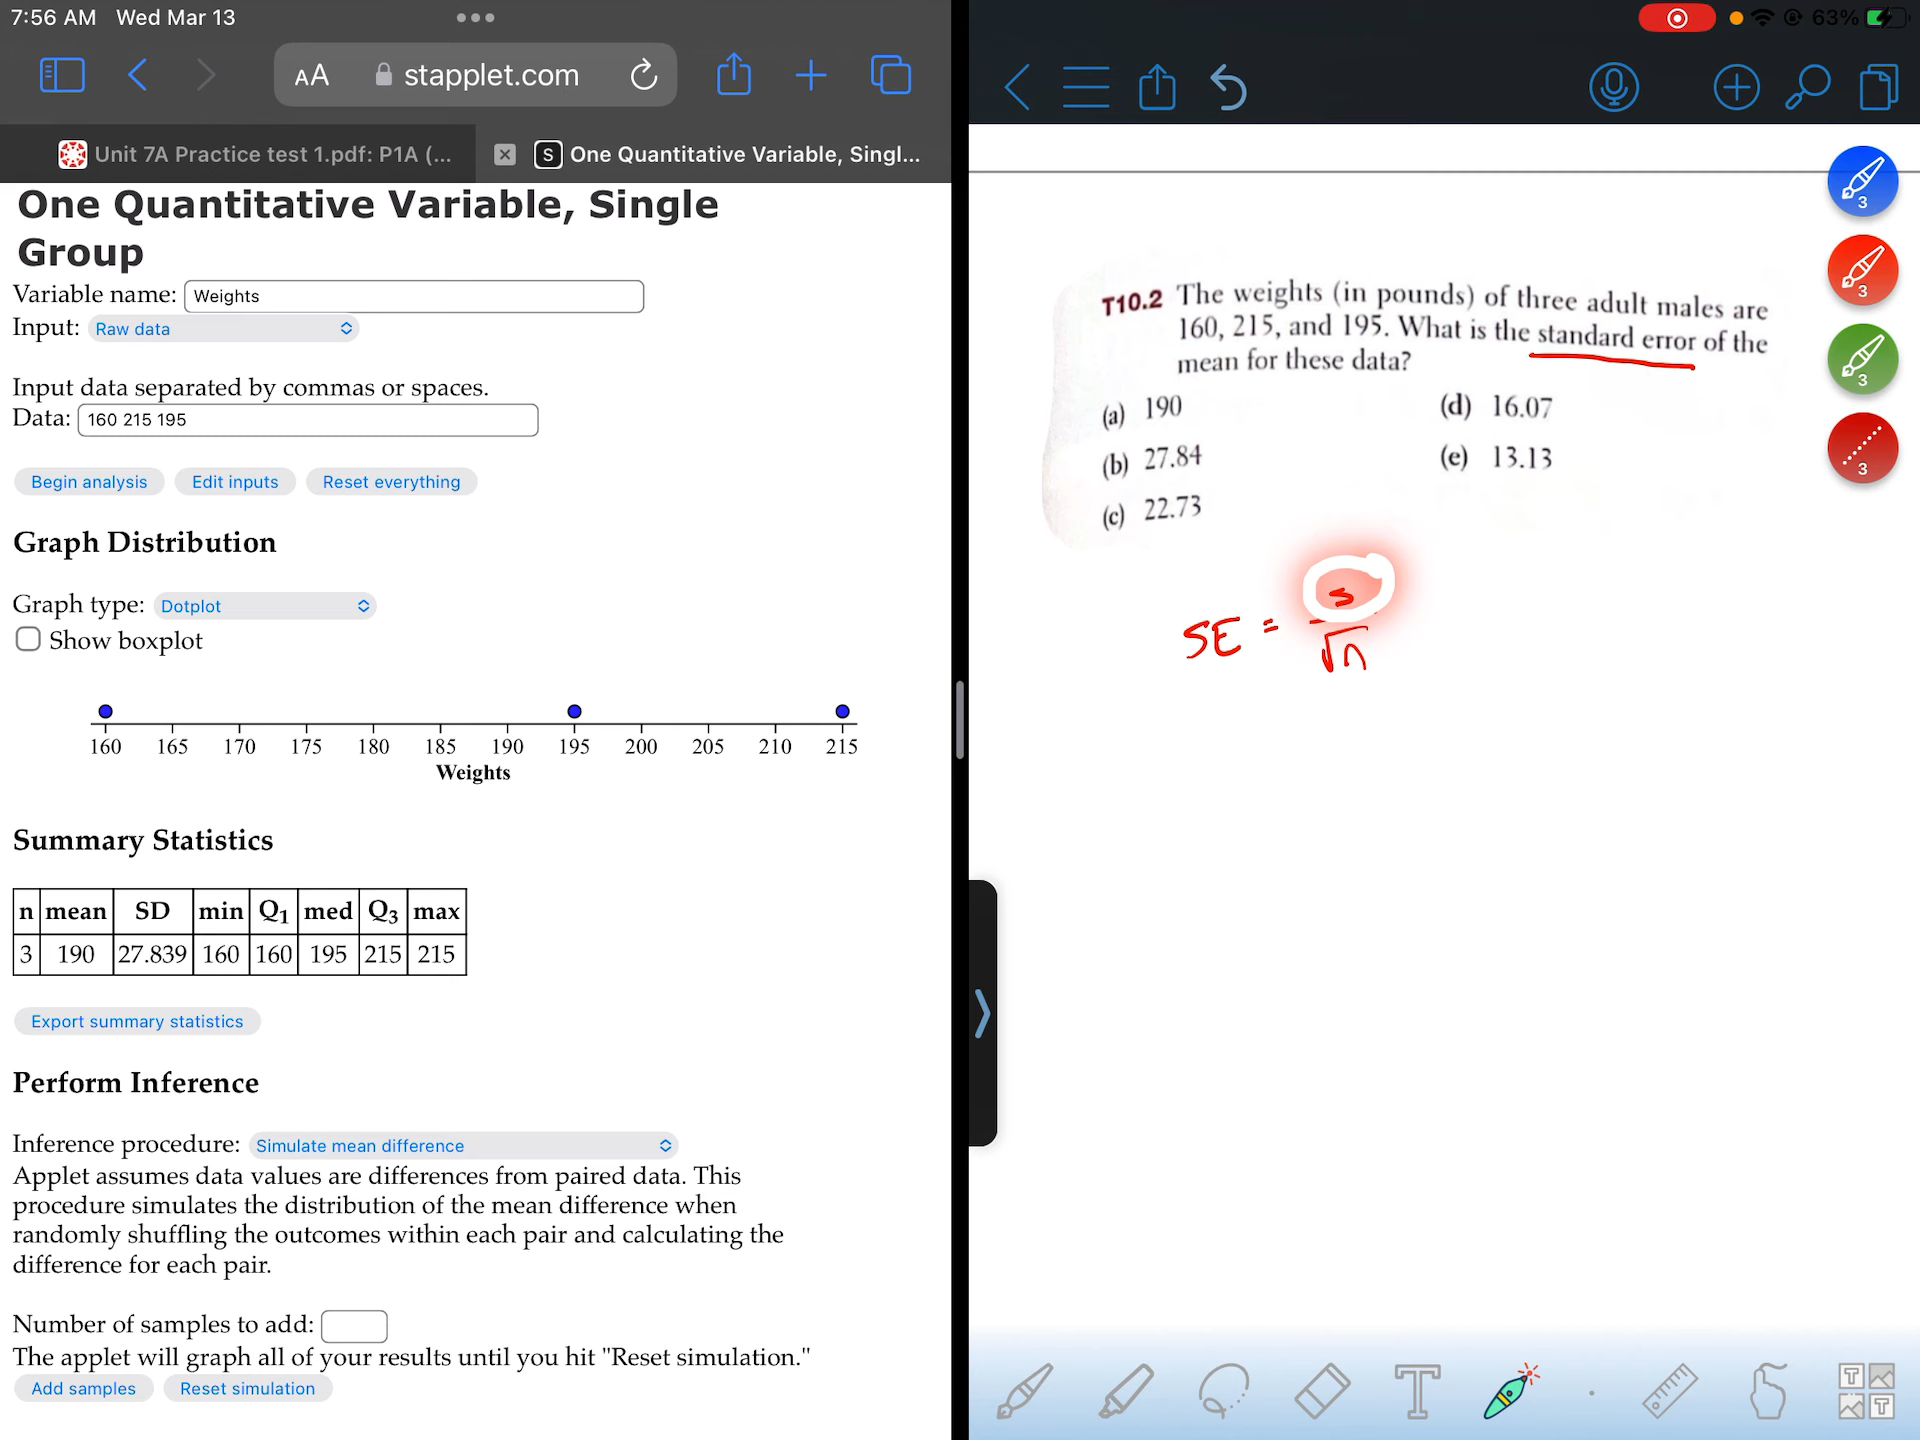 7:56 AM Wed Mar 13
63%
AA stapplet.com
Unit 7A Practice test 1.pdf: P1A (...
S One Quantitative Variable, Singl...
One Quantitative Variable, Single
Group
Variable name: Weights
Input: Raw data
Input data separated by commas or spaces.
Data: 160 215 195
Begin analysis Edit inputs Reset everything
Graph Distribution
Graph type: Dotplot
Show boxplot
160 165 170 175 180 185 190 195 200 205 210 215
Weights
Summary Statistics
n mean SD min Q1 med Q3 max
3 190 27.839 160 160 195 215 215
Export summary statistics
Perform Inference
Inference procedure: Simulate mean difference
Applet assumes data values are differences from paired data. This
procedure simulates the distribution of the mean difference when
randomly shuffling the outcomes within each pair and calculating the
difference for each pair.
Number of samples to add:
The applet will graph all of your results until you hit "Reset simulation."
Add samples Reset simulation
T10.2 The weights (in pounds) of three adult males are
160, 215, and 195. What is the standard error of the
mean for these data?
(a) 190
(b) 27.84
(c) 22.73
(d) 16.07
(e) 13.13
SE = s
√n
3
3
3
3
T
T
T